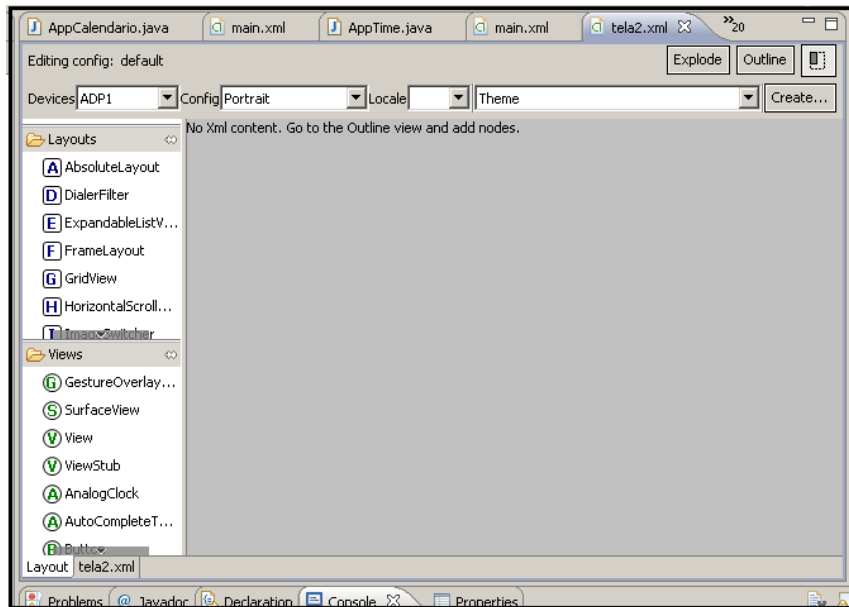 AppCalendario.java main.xml AppTime.java main.xml tela2.xml »20
Editing config: default Explode Outline
Devices ADP1 Config Portrait Locale Theme Create...
No Xml content. Go to the Outline view and add nodes.
Layouts
A AbsoluteLayout
D DialerFilter
E ExpandableListV...
F FrameLayout
G GridView
H HorizontalScroll...
I ImageSwitcher
Views
G GestureOverlay...
S SurfaceView
V View
V ViewStub
A AnalogClock
A AutoCompleteT...
B Button
Layout tela2.xml
Problems @ Javadoc Declaration Console Properties